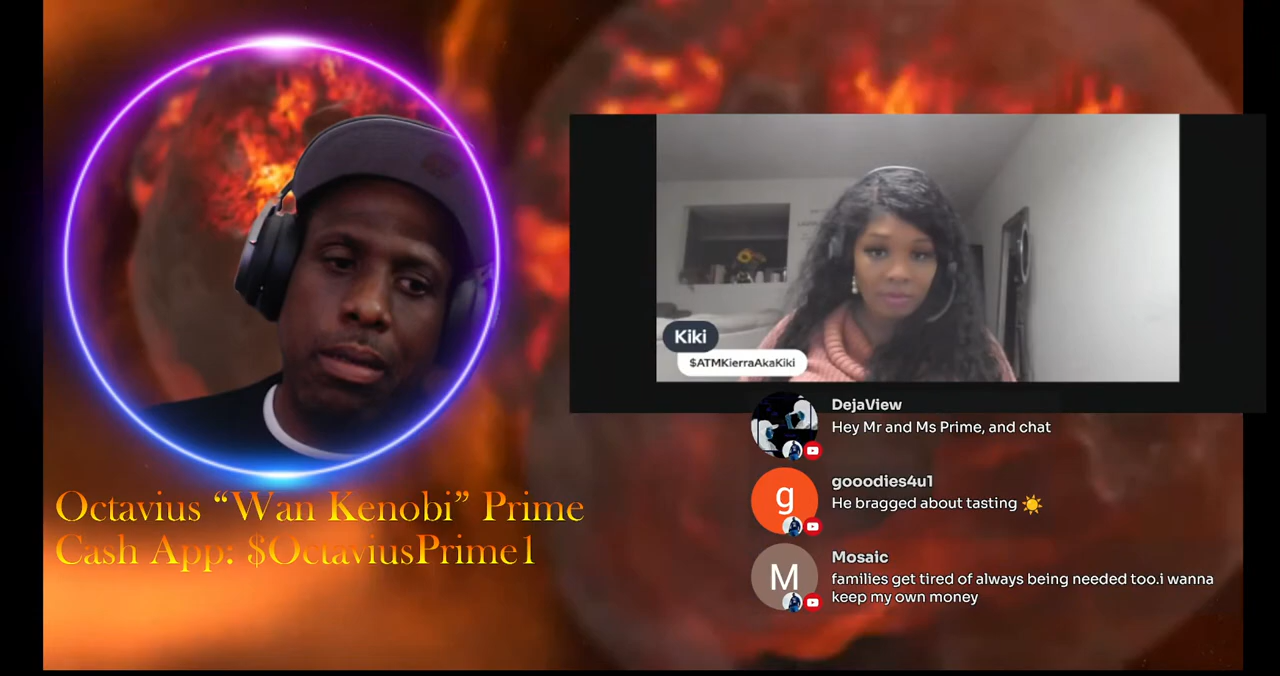 Kiki
$ATMKierraAkaKiki
DejaView
Hey Mr and Ms Prime, and chat
gooodies4u1
He bragged about tasting ☀️
Mosaic
families get tired of always being needed too.i wanna
keep my own money
Octavius “Wan Kenobi” Prime
Cash App: $OctaviusPrime1
g
M